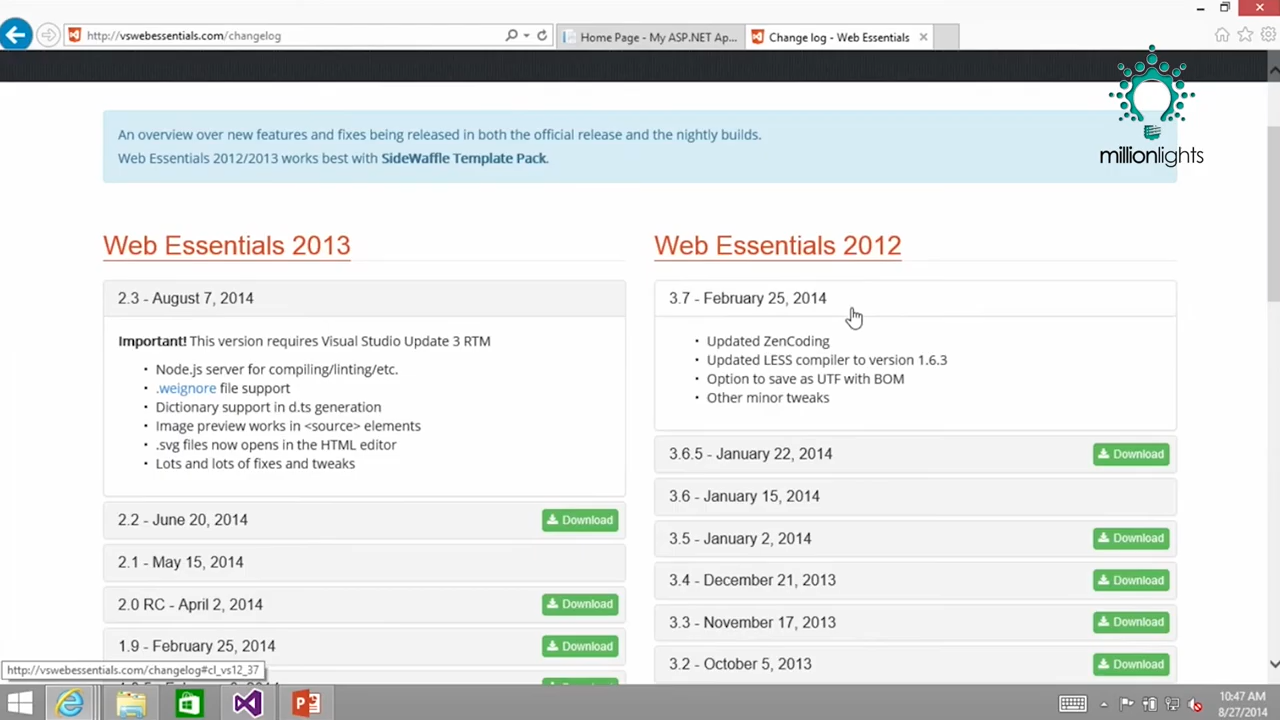 http://vswebessentials.com/changelog
Home Page - My ASP.NET Ap...
Change log - Web Essentials
millionlights
An overview over new features and fixes being released in both the official release and the nightly builds.
Web Essentials 2012/2013 works best with SideWaffle Template Pack.
Web Essentials 2013
2.3 - August 7, 2014
Important! This version requires Visual Studio Update 3 RTM
Node.js server for compiling/linting/etc.
.weignore file support
Dictionary support in d.ts generation
Image preview works in <source> elements
.svg files now opens in the HTML editor
Lots and lots of fixes and tweaks
2.2 - June 20, 2014 Download
2.1 - May 15, 2014
2.0 RC - April 2, 2014 Download
1.9 - February 25, 2014 Download
Web Essentials 2012
3.7 - February 25, 2014
Updated ZenCoding
Updated LESS compiler to version 1.6.3
Option to save as UTF with BOM
Other minor tweaks
3.6.5 - January 22, 2014 Download
3.6 - January 15, 2014
3.5 - January 2, 2014 Download
3.4 - December 21, 2013 Download
3.3 - November 17, 2013 Download
3.2 - October 5, 2013 Download
http://vswebessentials.com/changelog#cl_vs12_37
10:47 AM
8/27/2014